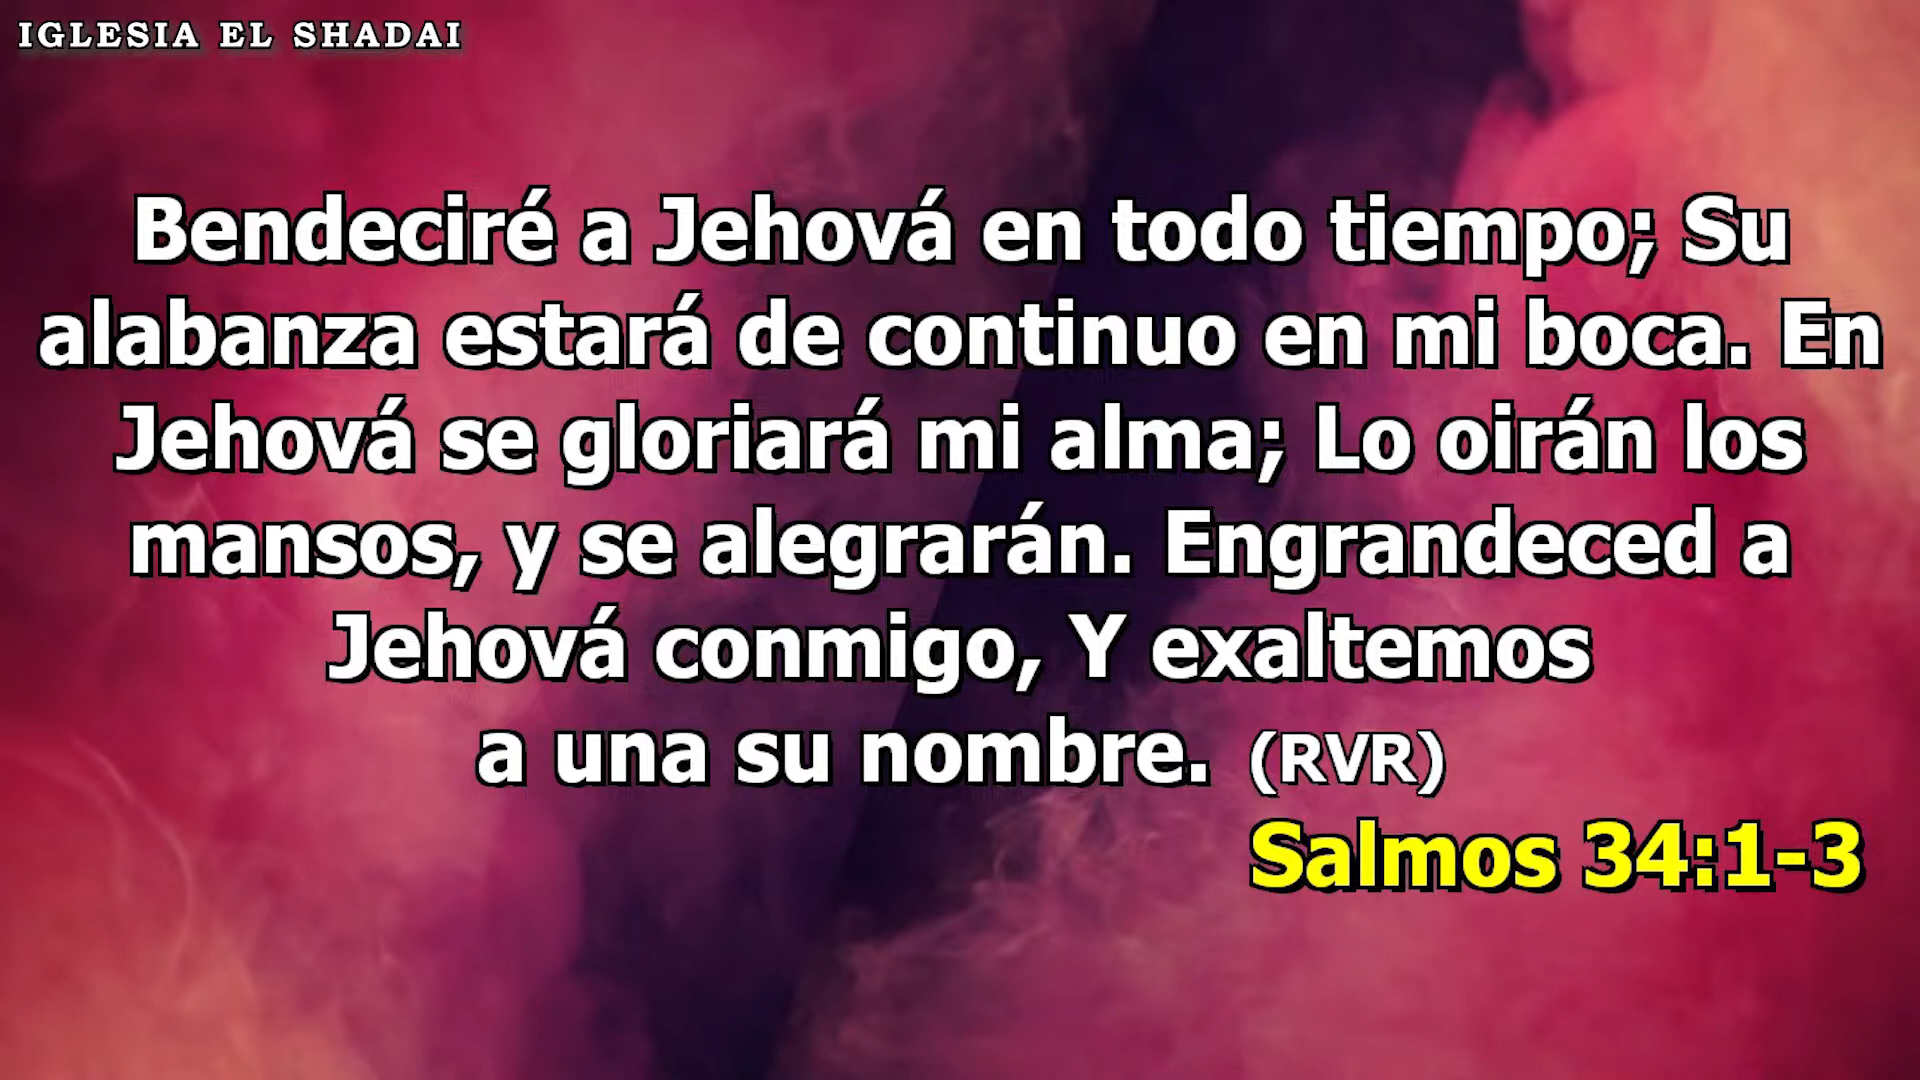 IGLESIA EL SHADAI
Bendeciré a Jehová en todo tiempo; Su
alabanza estará de continuo en mi boca. En
Jehová se gloriará mi alma; Lo oirán los
mansos, y se alegrarán. Engrandeced a
Jehová conmigo, Y exaltemos
a una su nombre. (RVR)
Salmos 34:1-3